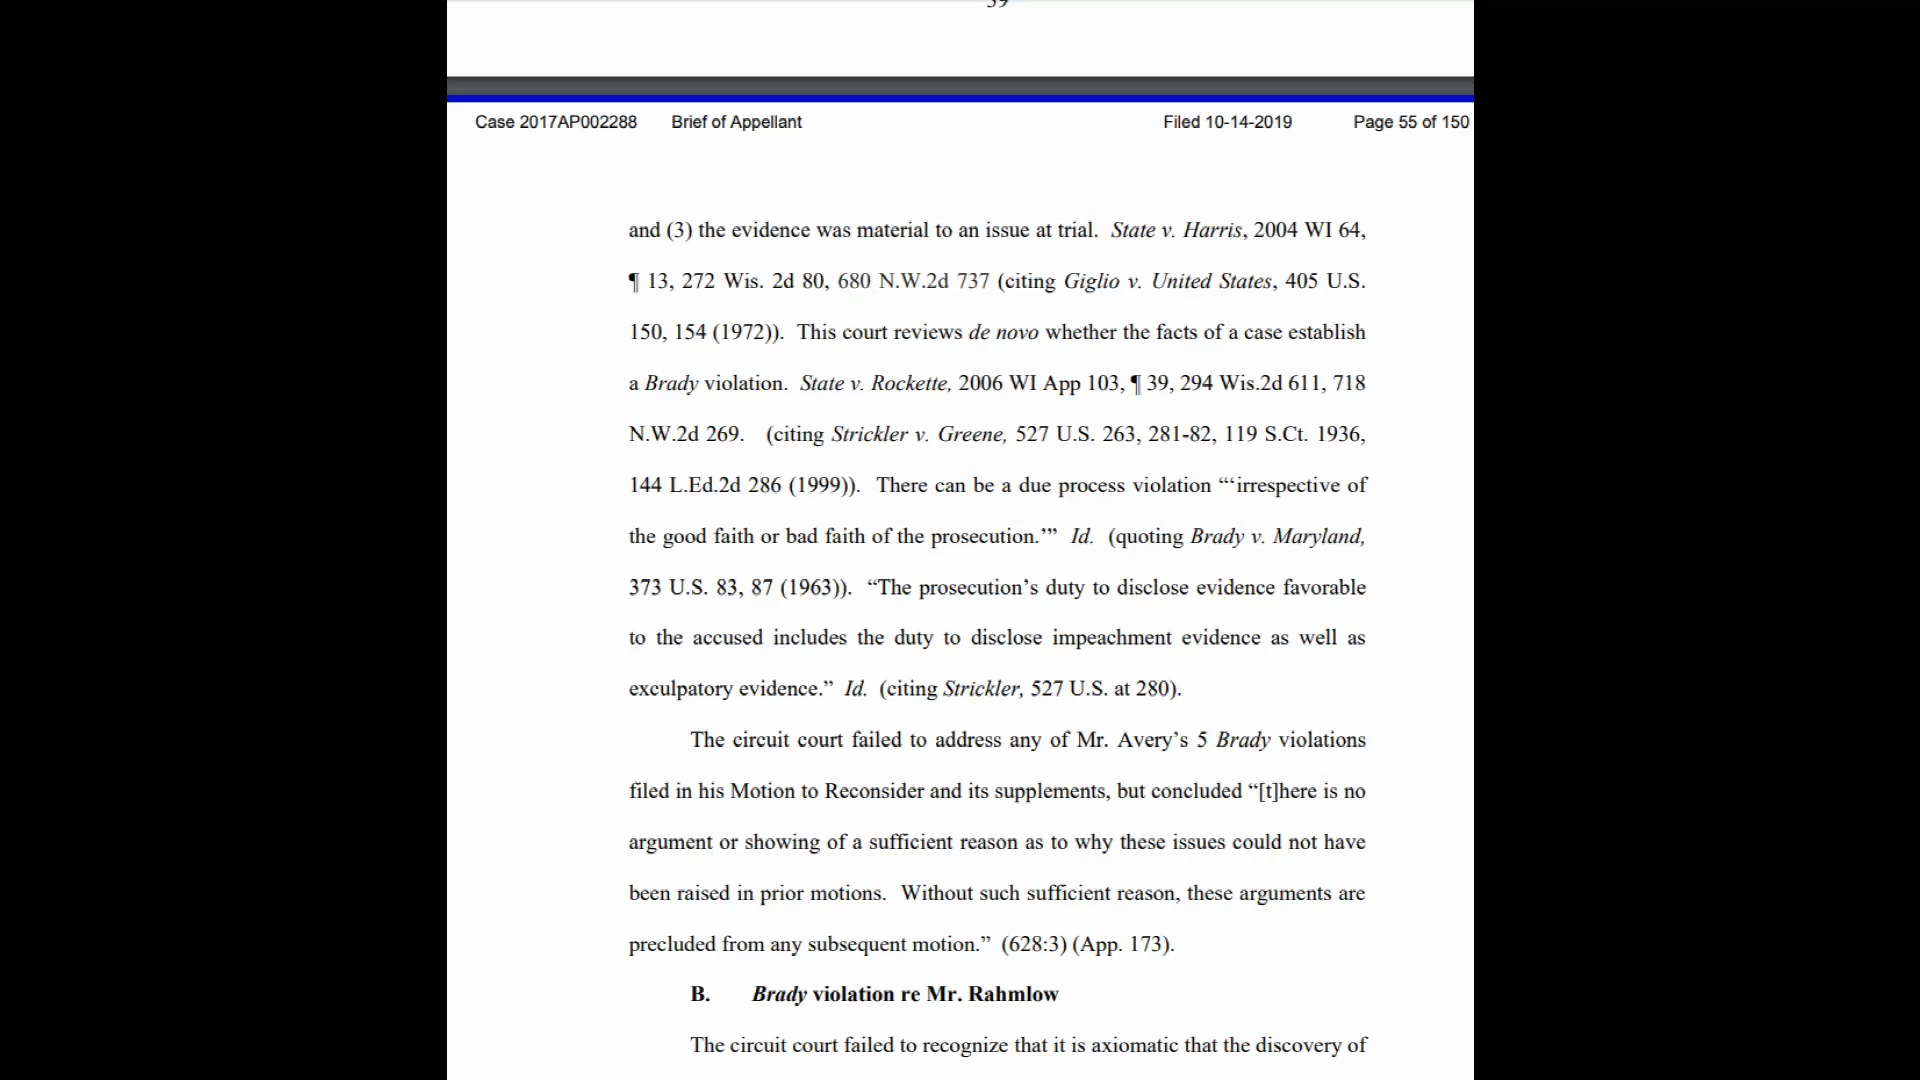 39
Case 2017AP002288 Brief of Appellant Filed 10-14-2019 Page 55 of 150
and (3) the evidence was material to an issue at trial. State v. Harris, 2004 WI 64,
¶ 13, 272 Wis. 2d 80, 680 N.W.2d 737 (citing Giglio v. United States, 405 U.S.
150, 154 (1972)). This court reviews de novo whether the facts of a case establish
a Brady violation. State v. Rockette, 2006 WI App 103, ¶ 39, 294 Wis.2d 611, 718
N.W.2d 269. (citing Strickler v. Greene, 527 U.S. 263, 281-82, 119 S.Ct. 1936,
144 L.Ed.2d 286 (1999)). There can be a due process violation “‘irrespective of
the good faith or bad faith of the prosecution.’” Id. (quoting Brady v. Maryland,
373 U.S. 83, 87 (1963)). “The prosecution’s duty to disclose evidence favorable
to the accused includes the duty to disclose impeachment evidence as well as
exculpatory evidence.” Id. (citing Strickler, 527 U.S. at 280).
The circuit court failed to address any of Mr. Avery’s 5 Brady violations
filed in his Motion to Reconsider and its supplements, but concluded “[t]here is no
argument or showing of a sufficient reason as to why these issues could not have
been raised in prior motions. Without such sufficient reason, these arguments are
precluded from any subsequent motion.” (628:3) (App. 173).
B. Brady violation re Mr. Rahmlow
The circuit court failed to recognize that it is axiomatic that the discovery of